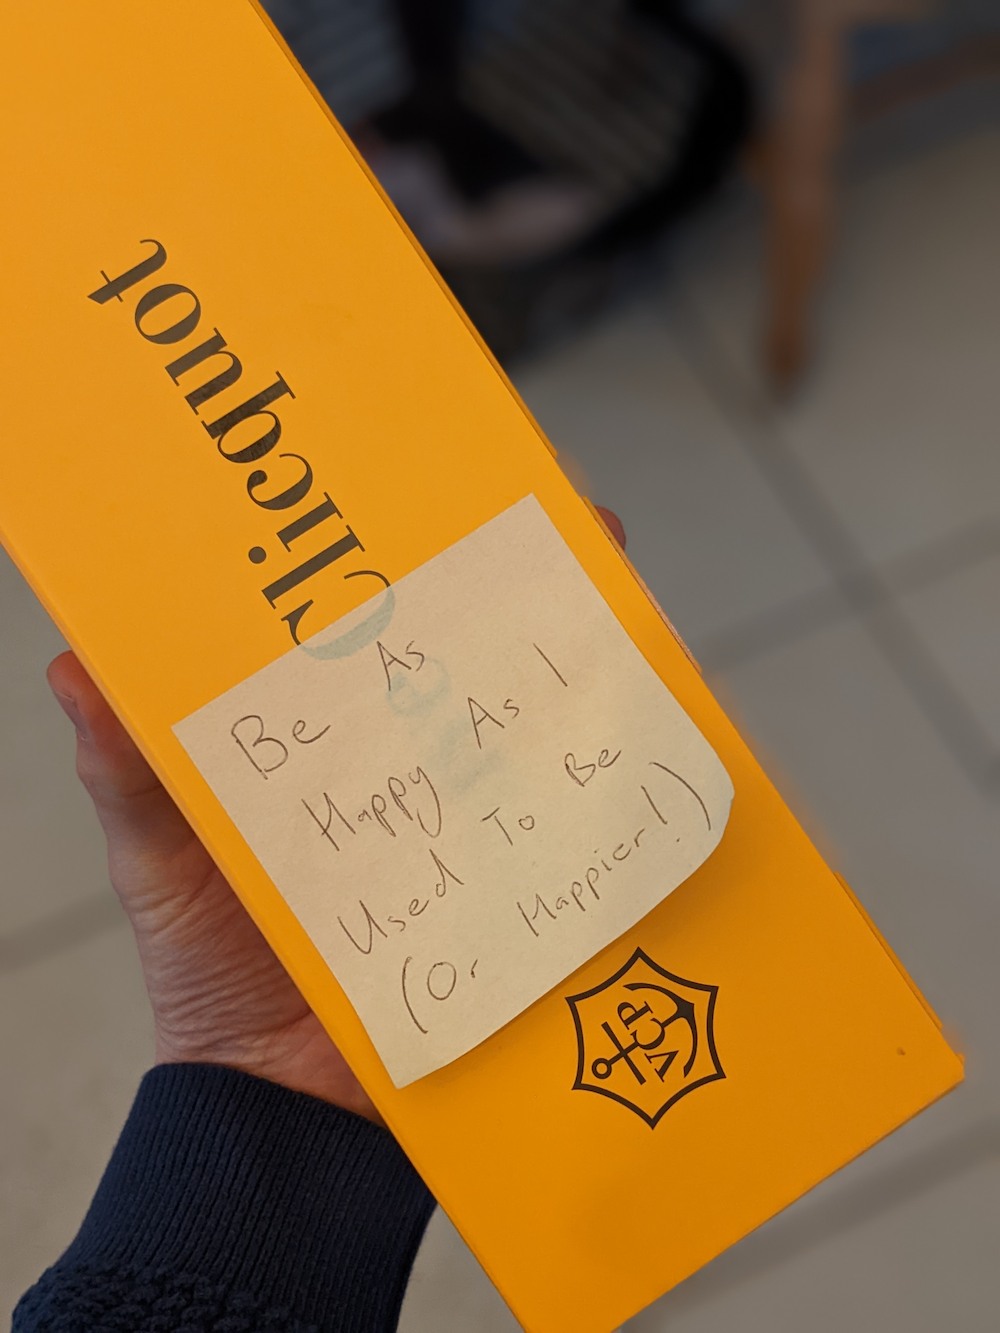 Clicquot
Be As
Happy As I
Used To Be
(Or Happier!)
VCP